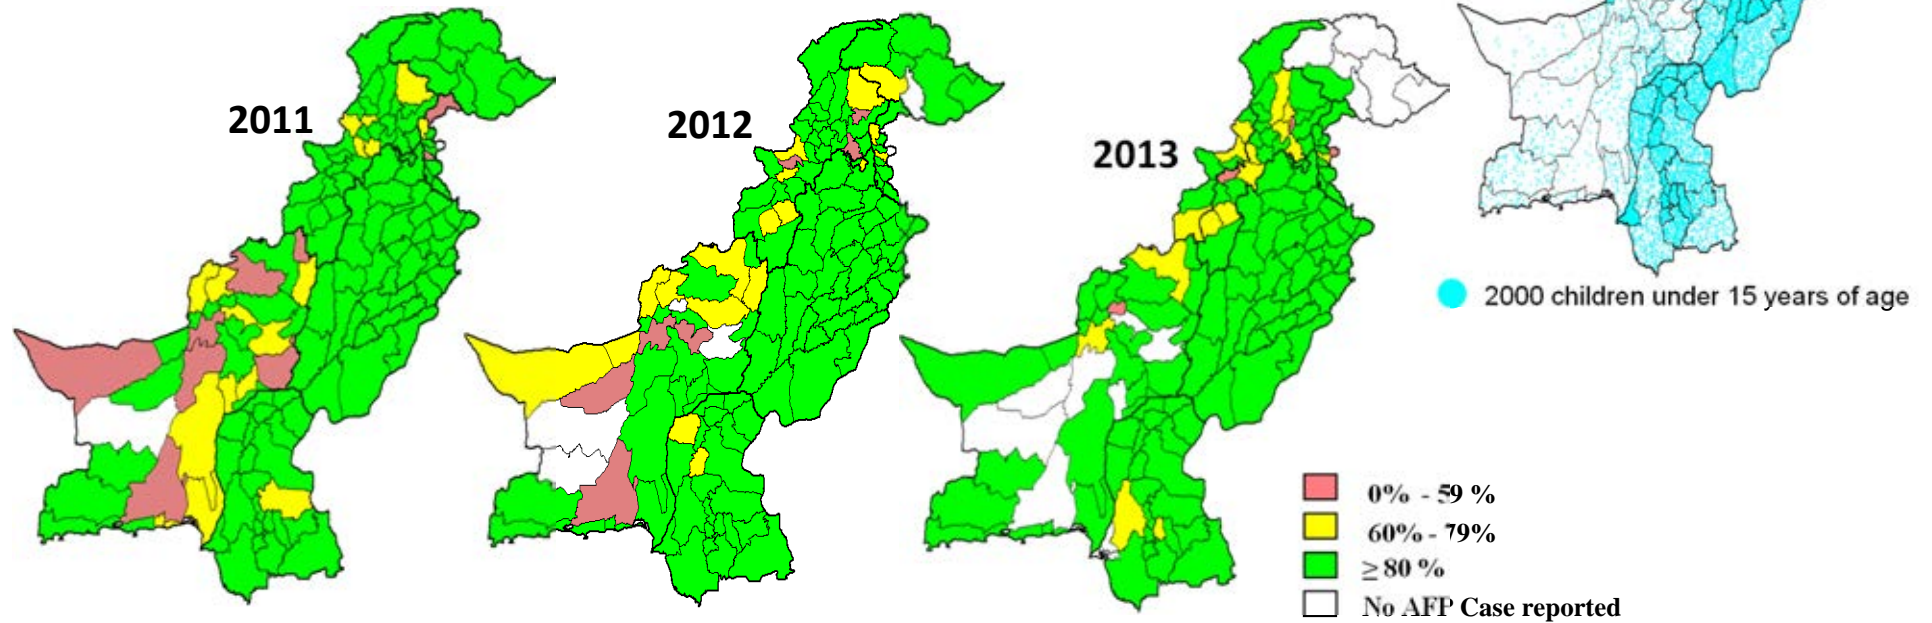 2011
2012
2013
2000 children under 15 years of age
0% - 59 %
60% - 79%
≥ 80 %
No AFP Case reported